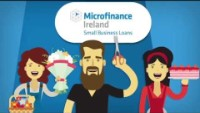 Microfinance
Ireland
Small Business Loans